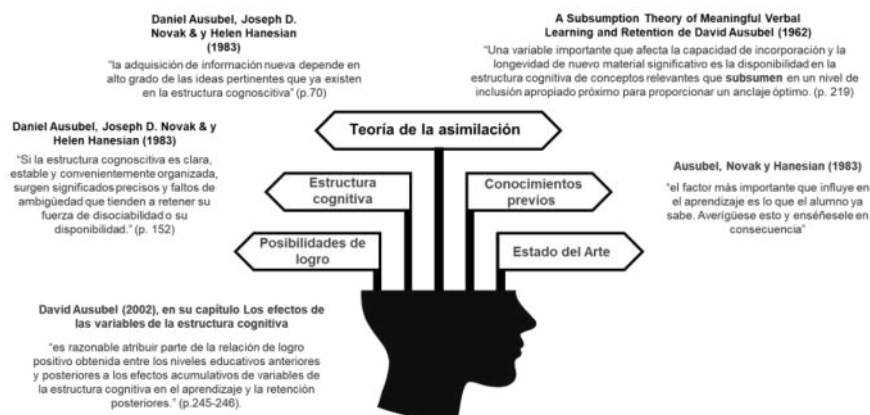 Daniel Ausubel, Joseph D.
Novak & y Helen Hanesian
(1983)
“la adquisición de información nueva depende en
alto grado de las ideas pertinentes que ya existen
en la estructura cognoscitiva” (p.70)
A Subsumption Theory of Meaningful Verbal
Learning and Retention de David Ausubel (1962)
“Una variable importante que afecta la capacidad de incorporación y la
longevidad de nuevo material significativo es la disponibilidad en la
estructura cognitiva de conceptos relevantes que subsumen en un nivel de
inclusión apropiado próximo para proporcionar un anclaje óptimo. (p. 219)
Daniel Ausubel, Joseph D. Novak & y
Helen Hanesian (1983)
“Si la estructura cognoscitiva es clara,
estable y convenientemente organizada,
surgen significados precisos y faltos de
ambigüedad que tienden a retener su
fuerza de disociabilidad o su
disponibilidad.” (p. 152)
Teoría de la asimilación
Estructura
cognitiva
Conocimientos
previos
Posibilidades de
logro
Estado del Arte
Ausubel, Novak y Hanesian (1983)
“el factor más importante que influye en
el aprendizaje es lo que el alumno ya
sabe. Averígüese esto y enséñesele en
consecuencia”
David Ausubel (2002), en su capítulo Los efectos de
las variables de la estructura cognitiva
“es razonable atribuir parte de la relación de logro
positivo obtenida entre los niveles educativos anteriores
y posteriores a los efectos acumulativos de variables de
la estructura cognitiva en el aprendizaje y la retención
posteriores.” (p.245-246).